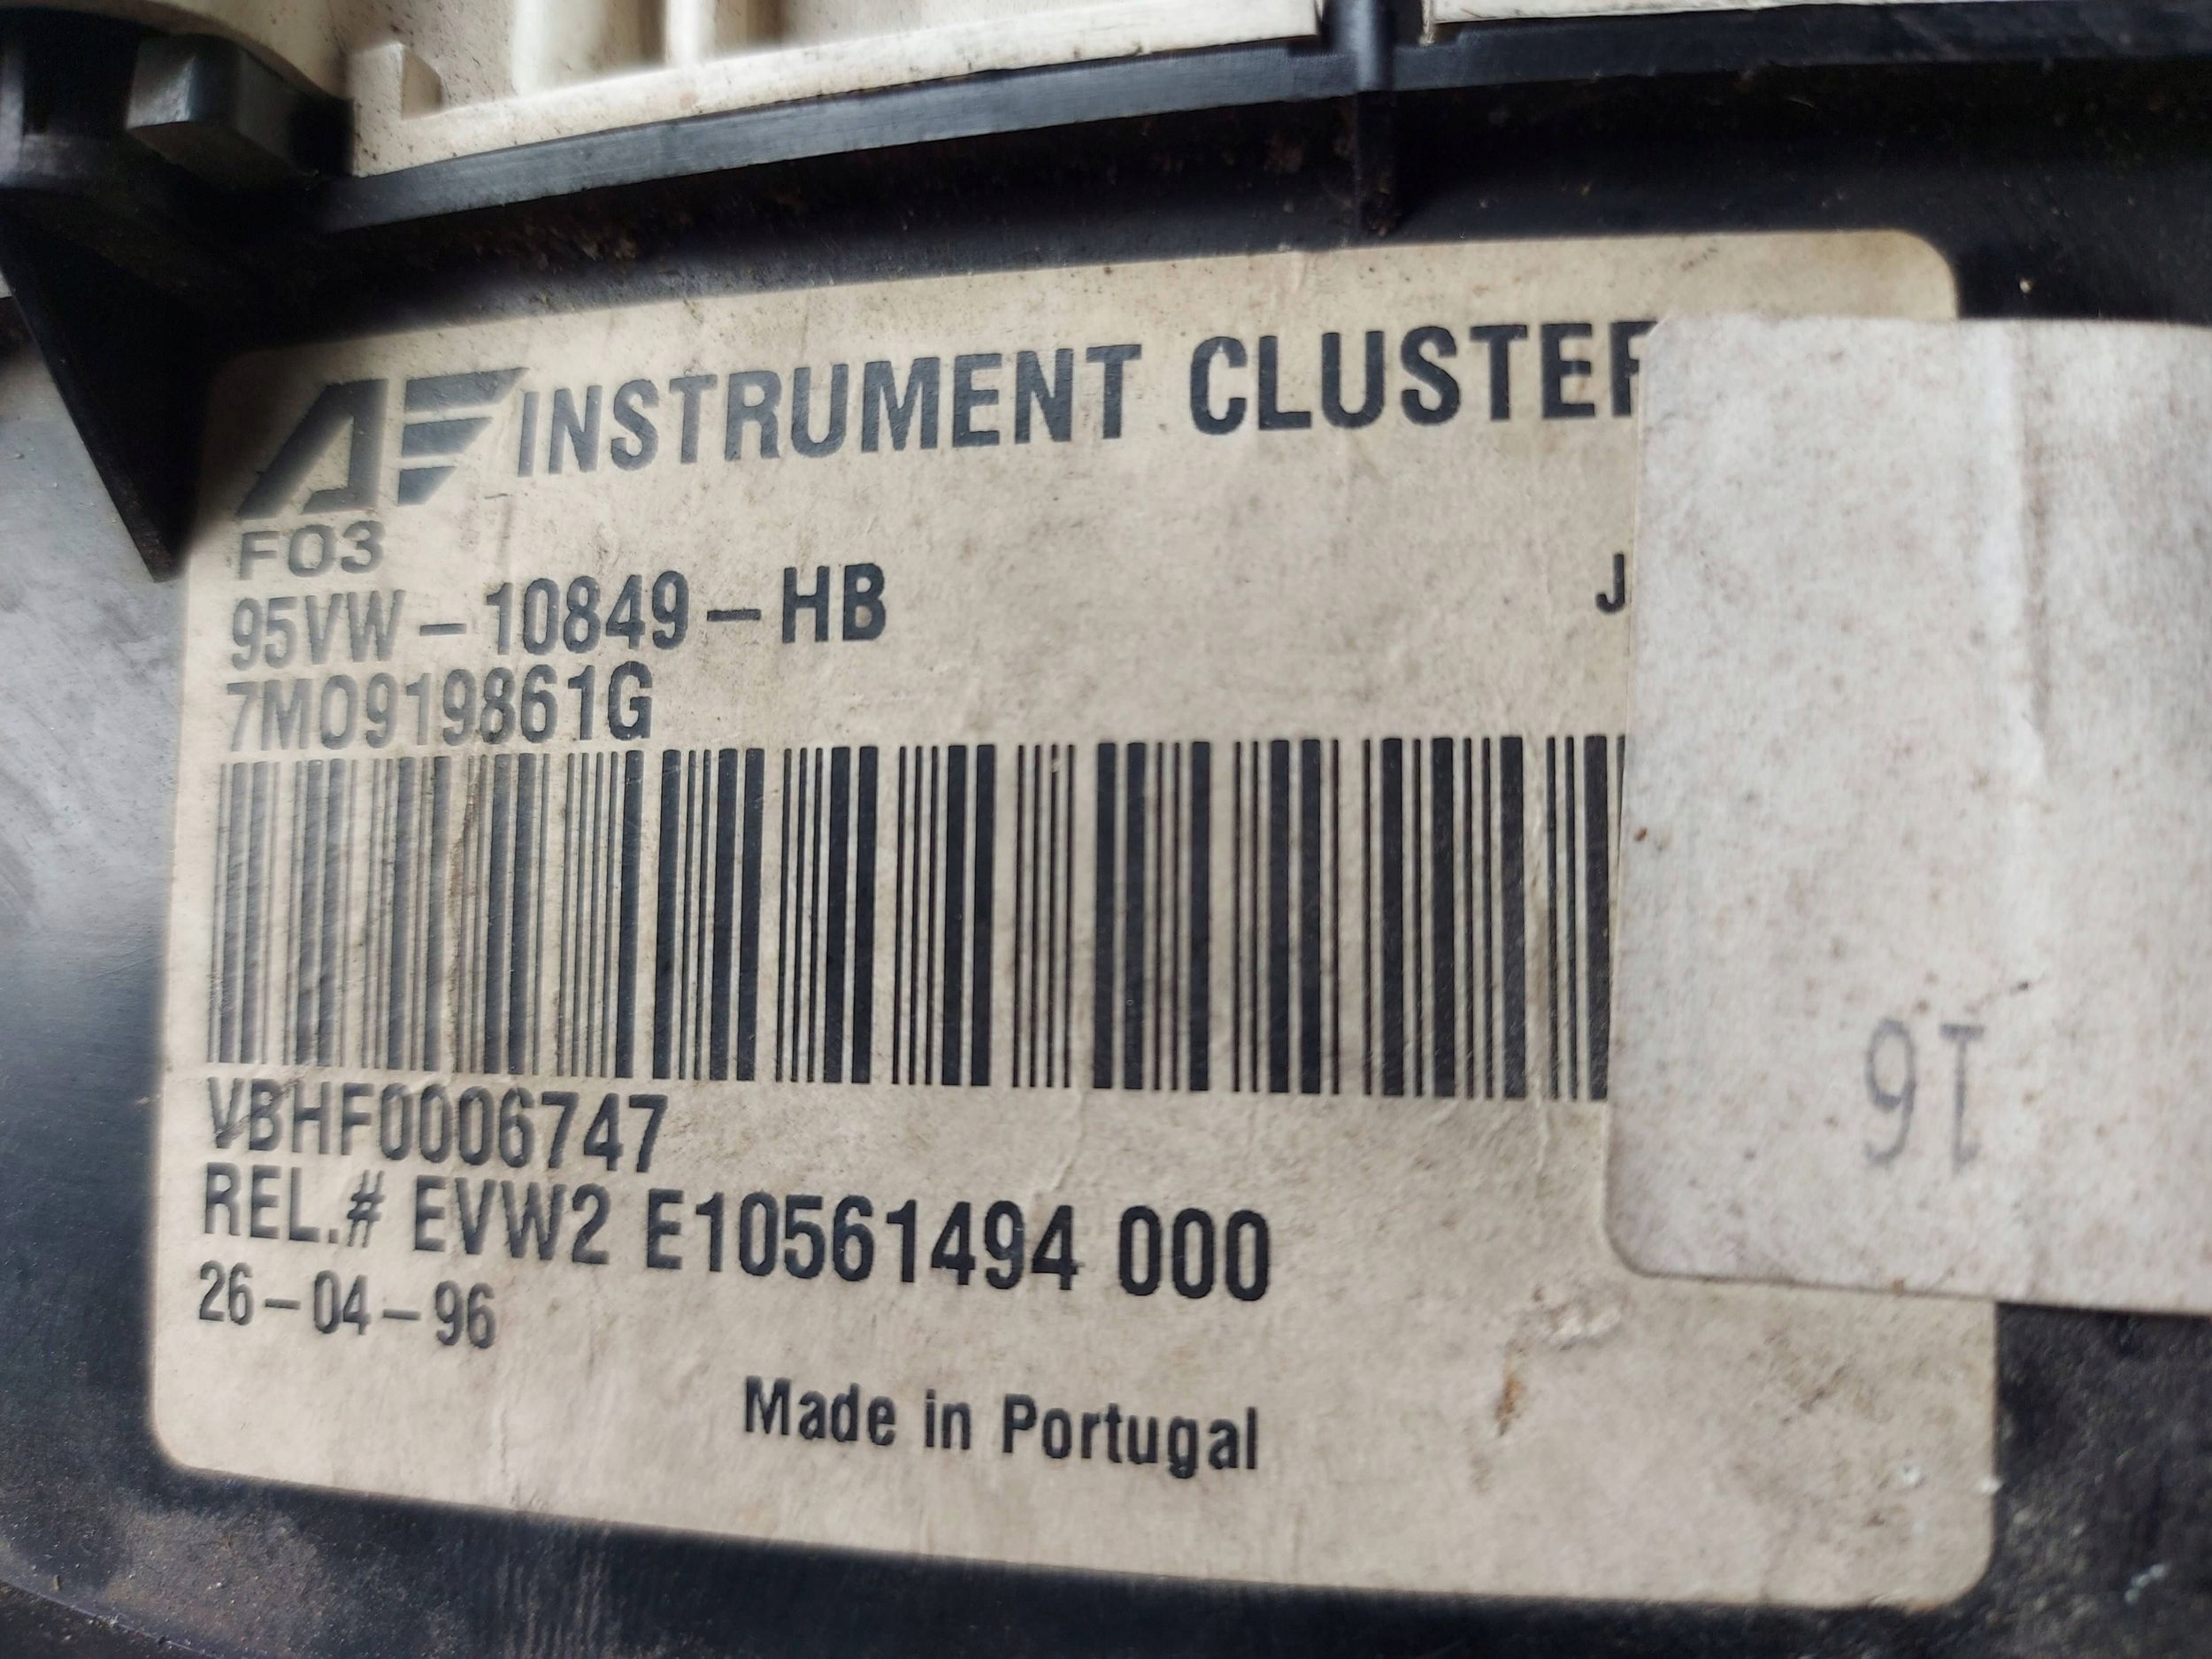 AF INSTRUMENT CLUSTER
F03
95VW-10849-HB J
7M0919861G
VBHF0006747
REL.# EVW2 E10561494 000
26-04-96
Made in Portugal
16